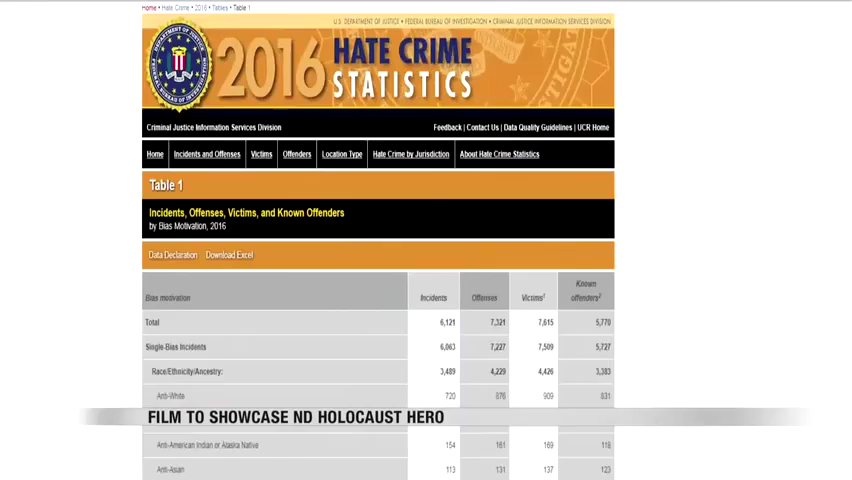 Home • Hate Crime • 2016 • Tables • Table 1
U.S. DEPARTMENT OF JUSTICE • FEDERAL BUREAU OF INVESTIGATION • CRIMINAL JUSTICE INFORMATION SERVICES DIVISION
2016 HATE CRIME
STATISTICS
Criminal Justice Information Services Division Feedback | Contact Us | Data Quality Guidelines | UCR Home
Home Incidents and Offenses Victims Offenders Location Type Hate Crime by Jurisdiction About Hate Crime Statistics
Table 1
Incidents, Offenses, Victims, and Known Offenders
by Bias Motivation, 2016
Data Declaration Download Excel
Bias motivation Incidents Offenses Victims1 Known offenders2
Total 6,121 7,321 7,615 5,770
Single-Bias Incidents 6,063 7,227 7,509 5,727
Race/Ethnicity/Ancestry: 3,489 4,229 4,426 3,383
Anti-White 720 876 909 831
FILM TO SHOWCASE ND HOLOCAUST HERO
Anti-American Indian or Alaska Native 154 161 169
Anti-Asian 113 131 137 123